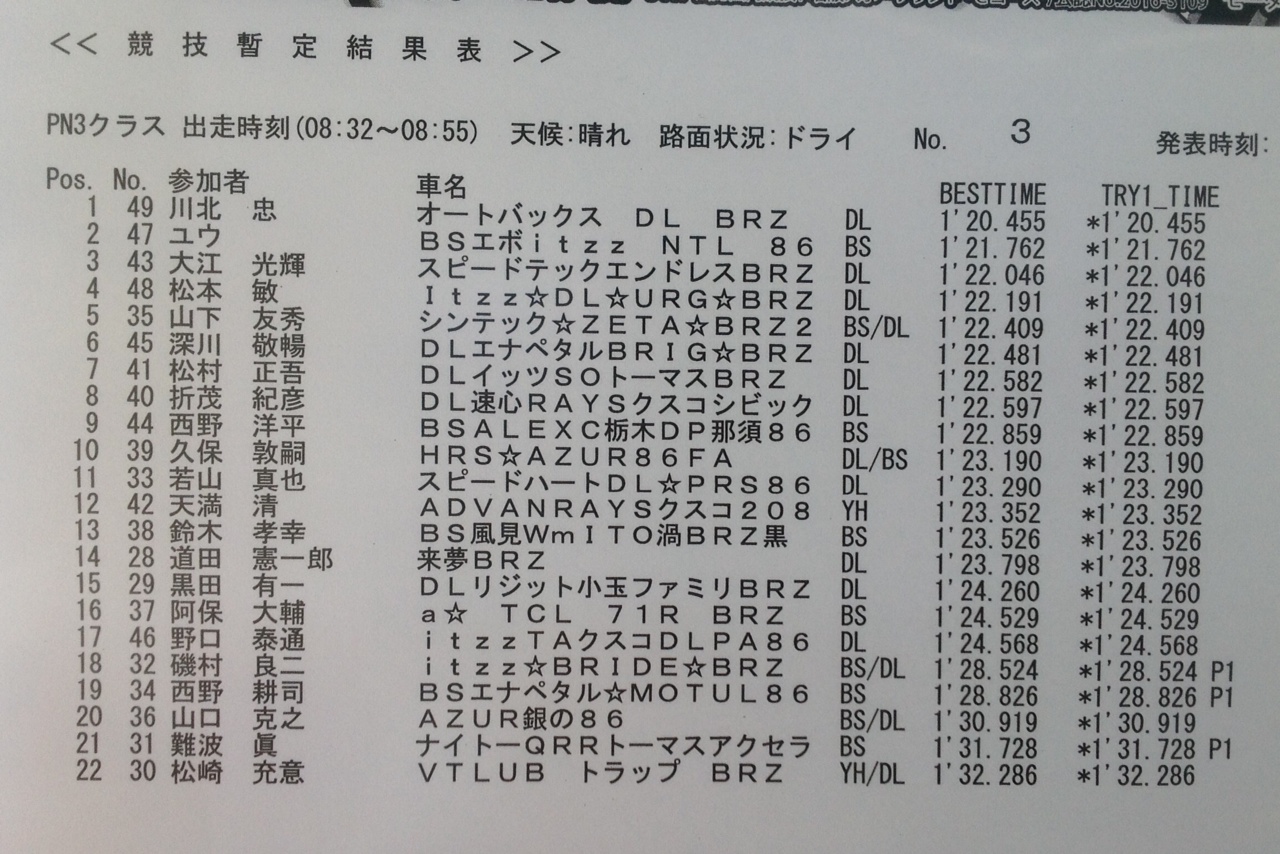 公認No.2016-3109
<< 競 技 暫 定 結 果 表 >>
PN3クラス 出走時刻(08:32～08:55) 天候:晴れ 路面状況:ドライ No. 3 発表時刻:
Pos. No. 参加者 車名 BESTTIME TRY1_TIME
1 49 川北 忠 オートバックス DL BRZ DL 1'20.455 *1'20.455
2 47 ユウ BSエボitzz NTL 86 BS 1'21.762 *1'21.762
3 43 大江 光輝 スピードテックエンドレスBRZ DL 1'22.046 *1'22.046
4 48 松本 敏 Itzz☆DL☆URG☆BRZ DL 1'22.191 *1'22.191
5 35 山下 友秀 シンテック☆ZETA☆BRZ2 BS/DL 1'22.409 *1'22.409
6 45 深川 敬暢 DLエナペタルBRIG☆BRZ DL 1'22.481 *1'22.481
7 41 松村 正吾 DLイッツSOトーマスBRZ DL 1'22.582 *1'22.582
8 40 折茂 紀彦 DL速心RAYSクスコシビック DL 1'22.597 *1'22.597
9 44 西野 洋平 BSALEXC栃木DP那須86 BS 1'22.859 *1'22.859
10 39 久保 敦嗣 HRS☆AZUR86FA DL/BS 1'23.190 *1'23.190
11 33 若山 真也 スピードハートDL☆PRS86 DL 1'23.290 *1'23.290
12 42 天満 清 ADVANRAYSクスコ208 YH 1'23.352 *1'23.352
13 38 鈴木 孝幸 BS風見WmITO渦BRZ黒 BS 1'23.526 *1'23.526
14 28 道田 憲一郎 来夢BRZ DL 1'23.798 *1'23.798
15 29 黒田 有一 DLリジット小玉ファミリBRZ DL 1'24.260 *1'24.260
16 37 阿保 大輔 a☆ TCL 71R BRZ BS 1'24.529 *1'24.529
17 46 野口 泰通 itzzTAクスコDLPA86 DL 1'24.568 *1'24.568
18 32 磯村 良二 itzz☆BRIDE☆BRZ BS/DL 1'28.524 *1'28.524 P1
19 34 西野 耕司 BSエナペタル☆MOTUL86 BS 1'28.826 *1'28.826 P1
20 36 山口 克之 AZUR銀の86 BS/DL 1'30.919 *1'30.919
21 31 難波 眞 ナイトーQRRトーマスアクセラ BS 1'31.728 *1'31.728 P1
22 30 松崎 充意 VTLUB トラップ BRZ YH/DL 1'32.286 *1'32.286